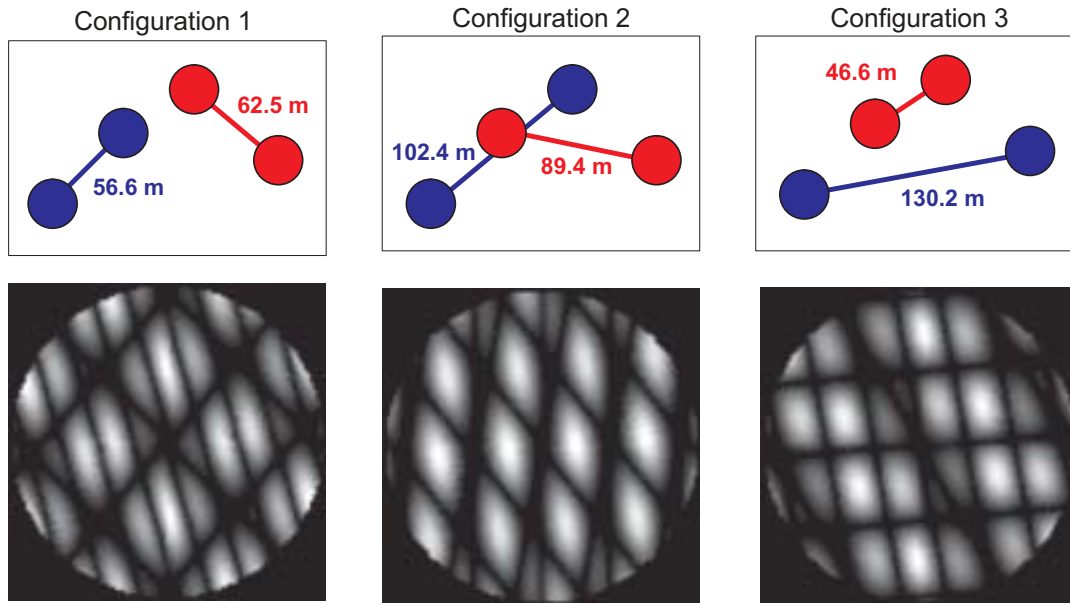 Configuration 1
Configuration 2
Configuration 3
62.5 m
56.6 m
102.4 m
89.4 m
46.6 m
130.2 m